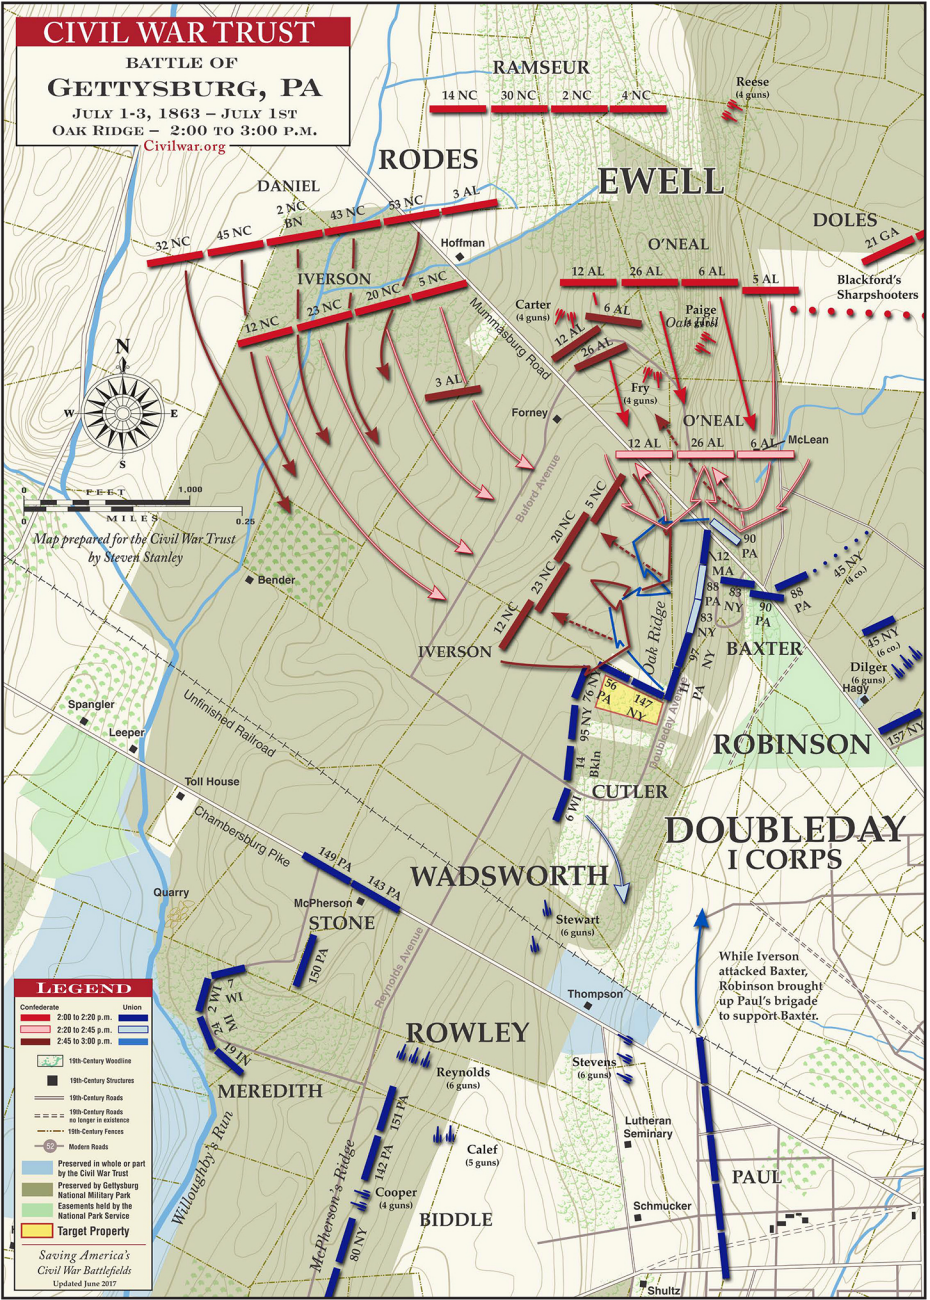 CIVIL WAR TRUST
BATTLE OF
GETTYSBURG, PA
JULY 1-3, 1863 – JULY 1ST
OAK RIDGE – 2:00 TO 3:00 P.M.
Civilwar.org
RAMSEUR
14 NC 30 NC 2 NC 4 NC
Reese
(4 guns)
RODES
EWELL
DANIEL
32 NC 45 NC 2 NC BN 43 NC 53 NC 3 AL
Hoffman
DOLES
21 GA
O'NEAL
12 AL 26 AL 6 AL 5 AL
Blackford's
Sharpshooters
IVERSON
12 NC 23 NC 20 NC 5 NC
Mummasburg Road
Carter
(4 guns)
6 AL
12 AL
26 AL
Paige
(4 guns)
Oak Hill
Fry
(4 guns)
3 AL
N
W E
S
Forney
O'NEAL
12 AL 26 AL 6 AL
McLean
Buford Avenue
0 FEET 1,000
0 MILES 0.25
Map prepared for the Civil War Trust
by Steven Stanley
Bender
5 NC
20 NC
23 NC
12 NC
IVERSON
90
PA
12
MA
88
PA
83
NY
83
NY
97
NY
11
PA
90
PA
88
PA
45 NY
(4 co.)
45 NY
(6 co.)
Oak Ridge
BAXTER
Dilger
(6 guns)
Hagy
157 NY
56
PA
147
NY
76 NY
95 NY
14
Bkln
6 WI
Doubleday Avenue
ROBINSON
CUTLER
Spangler
Leeper
Unfinished Railroad
Toll House
Chambersburg Pike
DOUBLEDAY
I CORPS
WADSWORTH
149 PA
143 PA
McPherson
STONE
150 PA
Quarry
Stewart
(6 guns)
Reynolds Avenue
7
WI
2 WI
24
MI
19 IN
MEREDITH
While Iverson
attacked Baxter,
Robinson brought
up Paul's brigade
to support Baxter.
Thompson
ROWLEY
Reynolds
(6 guns)
Stevens
(6 guns)
Calef
(5 guns)
151 PA
142 PA
Cooper
(4 guns)
80 NY
BIDDLE
McPherson's Ridge
Willoughby's Run
Lutheran
Seminary
PAUL
Schmucker
Shultz
LEGEND
Confederate Union
2:00 to 2:20 p.m.
2:20 to 2:45 p.m.
2:45 to 3:00 p.m.
19th-Century Woodline
19th-Century Structures
19th-Century Roads
19th-Century Roads
no longer in existence
19th-Century Fences
52 Modern Roads
Preserved in whole or part
by the Civil War Trust
Preserved by Gettysburg
National Military Park
Easements held by the
National Park Service
Target Property
Saving America's
Civil War Battlefields
Updated June 2017